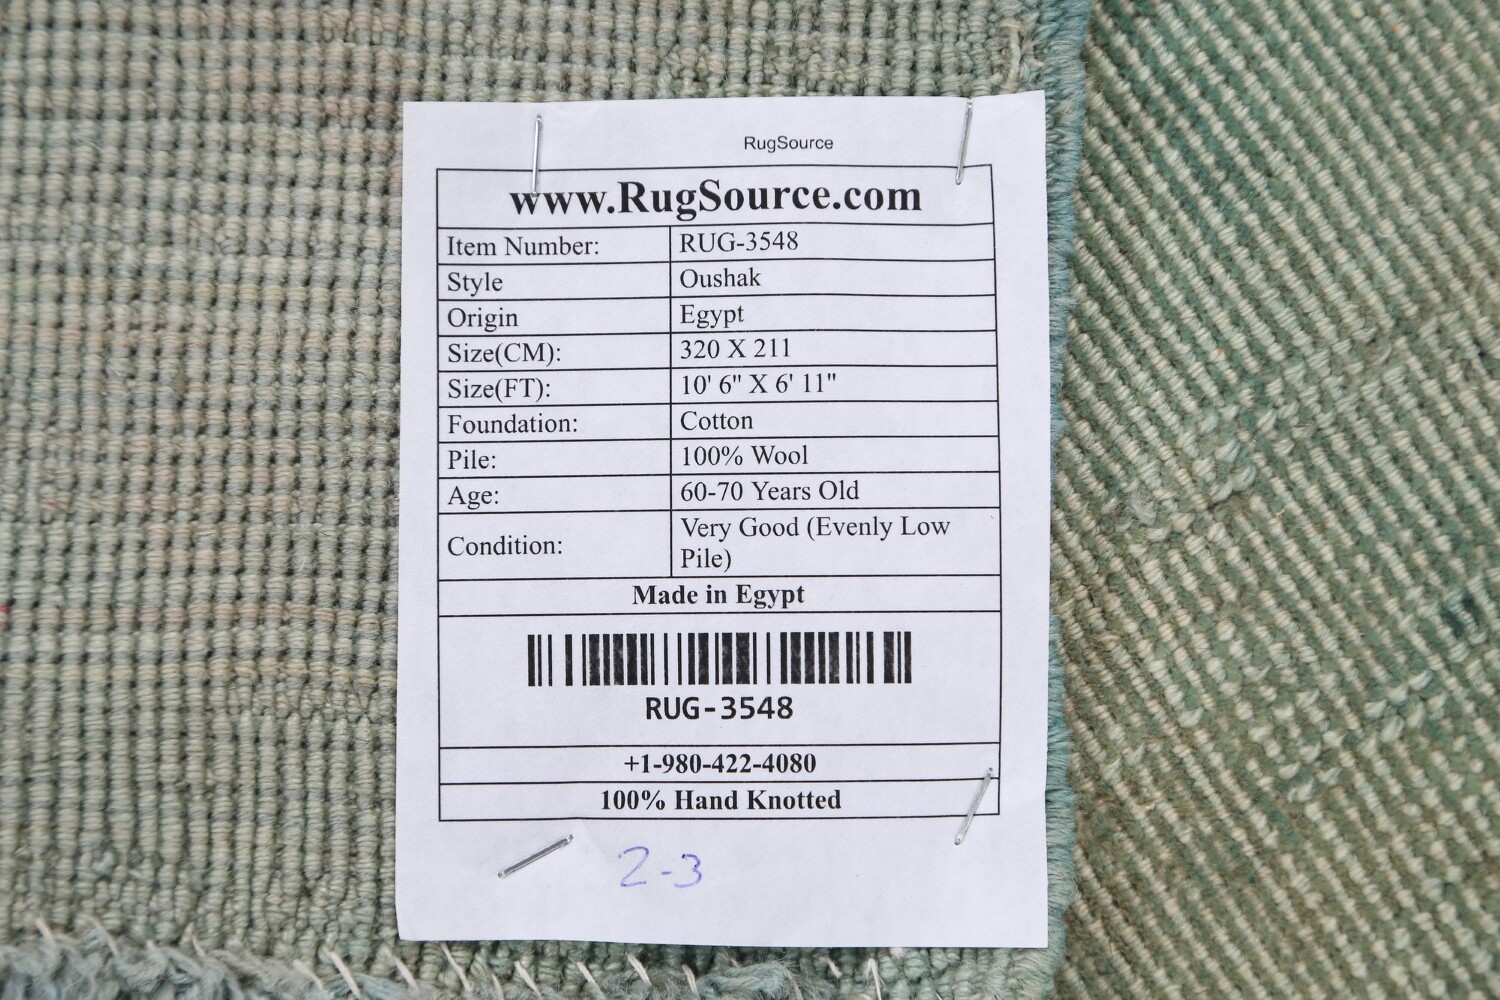 RugSource
www.RugSource.com
Item Number: RUG-3548
Style Oushak
Origin Egypt
Size(CM): 320 X 211
Size(FT): 10' 6" X 6' 11"
Foundation: Cotton
Pile: 100% Wool
Age: 60-70 Years Old
Condition: Very Good (Evenly Low
Pile)
Made in Egypt
RUG-3548
+1-980-422-4080
100% Hand Knotted
2-3